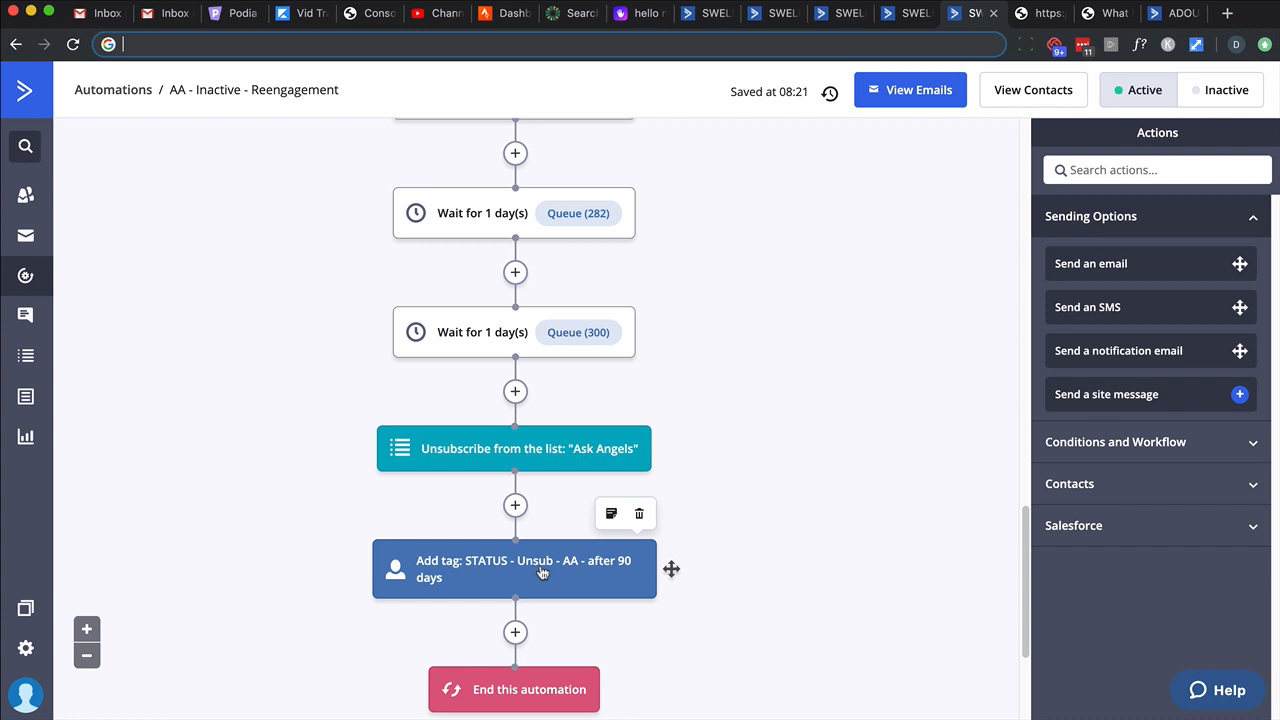 Inbox
Inbox
Podia
Vid Tr
Conso
Chann
Dashb
Search
hello r
SWEL
SWEL
SWEL
SWEL
SW
https:
What
ADOU
9+
11
f?
K
D
Automations / AA - Inactive - Reengagement
Saved at 08:21
View Emails
View Contacts
Active
Inactive
Actions
Search actions...
Wait for 1 day(s) Queue (282)
Wait for 1 day(s) Queue (300)
Unsubscribe from the list: "Ask Angels"
Add tag: STATUS - Unsub - AA - after 90
days
End this automation
Sending Options
Send an email
Send an SMS
Send a notification email
Send a site message
Conditions and Workflow
Contacts
Salesforce
Help